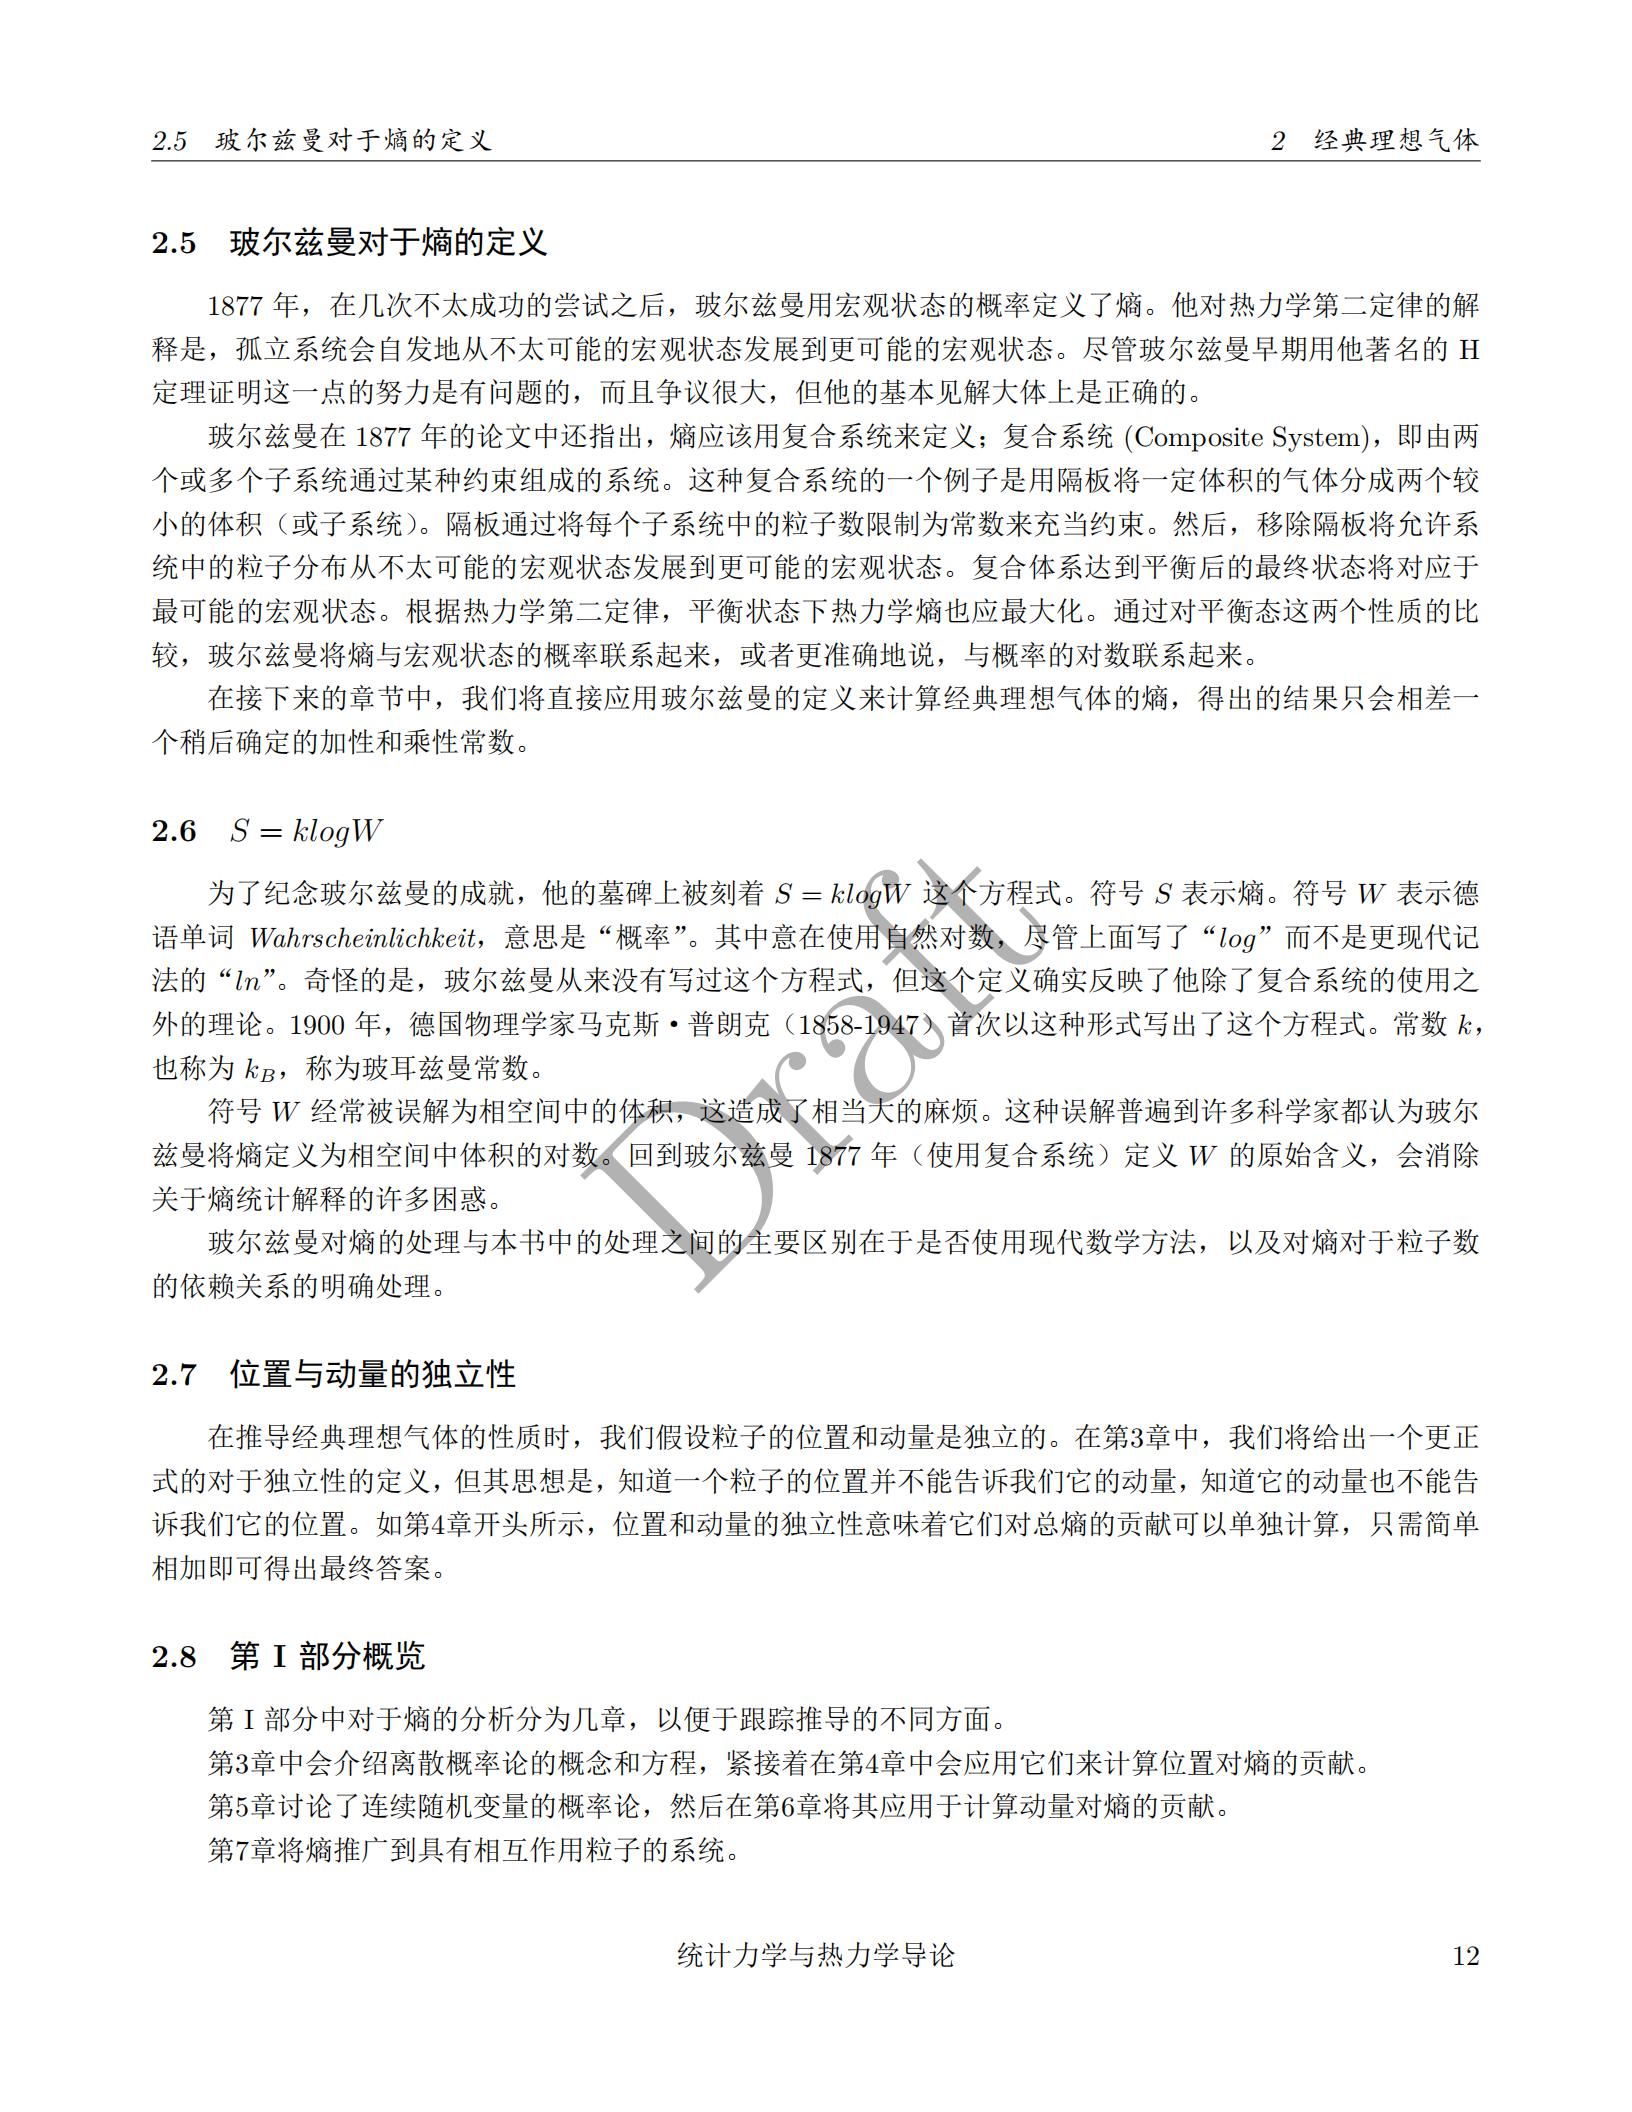 2.5 玻尔兹曼对于熵的定义
2 经典理想气体
2.5 玻尔兹曼对于熵的定义
1877 年，在几次不太成功的尝试之后，玻尔兹曼用宏观状态的概率定义了熵。他对热力学第二定律的解
释是，孤立系统会自发地从不太可能的宏观状态发展到更可能的宏观状态。尽管玻尔兹曼早期用他著名的 H
定理证明这一点的努力是有问题的，而且争议很大，但他的基本见解大体上是正确的。
玻尔兹曼在 1877 年的论文中还指出，熵应该用复合系统来定义；复合系统 (Composite System)，即由两
个或多个子系统通过某种约束组成的系统。这种复合系统的一个例子是用隔板将一定体积的气体分成两个较
小的体积（或子系统）。隔板通过将每个子系统中的粒子数限制为常数来充当约束。然后，移除隔板将允许系
统中的粒子分布从不太可能的宏观状态发展到更可能的宏观状态。复合体系达到平衡后的最终状态将对应于
最可能的宏观状态。根据热力学第二定律，平衡状态下热力学熵也应最大化。通过对平衡态这两个性质的比
较，玻尔兹曼将熵与宏观状态的概率联系起来，或者更准确地说，与概率的对数联系起来。
在接下来的章节中，我们将直接应用玻尔兹曼的定义来计算经典理想气体的熵，得出的结果只会相差一
个稍后确定的加性和乘性常数。
2.6 S = klogW
为了纪念玻尔兹曼的成就，他的墓碑上被刻着 S = klogW 这个方程式。符号 S 表示熵。符号 W 表示德
语单词 Wahrscheinlichkeit，意思是“概率”。其中意在使用自然对数，尽管上面写了“log”而不是更现代记
法的“ln”。奇怪的是，玻尔兹曼从来没有写过这个方程式，但这个定义确实反映了他除了复合系统的使用之
外的理论。1900 年，德国物理学家马克斯·普朗克（1858-1947）首次以这种形式写出了这个方程式。常数 k，
也称为 k_B，称为玻耳兹曼常数。
符号 W 经常被误解为相空间中的体积，这造成了相当大的麻烦。这种误解普遍到许多科学家都认为玻尔
兹曼将熵定义为相空间中体积的对数。回到玻尔兹曼 1877 年（使用复合系统）定义 W 的原始含义，会消除
关于熵统计解释的许多困惑。
玻尔兹曼对熵的处理与本书中的处理之间的主要区别在于是否使用现代数学方法，以及对熵对于粒子数
的依赖关系的明确处理。
2.7 位置与动量的独立性
在推导经典理想气体的性质时，我们假设粒子的位置和动量是独立的。在第3章中，我们将给出一个更正
式的对于独立性的定义，但其思想是，知道一个粒子的位置并不能告诉我们它的动量，知道它的动量也不能告
诉我们它的位置。如第4章开头所示，位置和动量的独立性意味着它们对总熵的贡献可以单独计算，只需简单
相加即可得出最终答案。
2.8 第 I 部分概览
第 I 部分中对于熵的分析分为几章，以便于跟踪推导的不同方面。
第3章中会介绍离散概率论的概念和方程，紧接着在第4章中会应用它们来计算位置对熵的贡献。
第5章讨论了连续随机变量的概率论，然后在第6章将其应用于计算动量对熵的贡献。
第7章将熵推广到具有相互作用粒子的系统。
统计力学与热力学导论
12
Draft